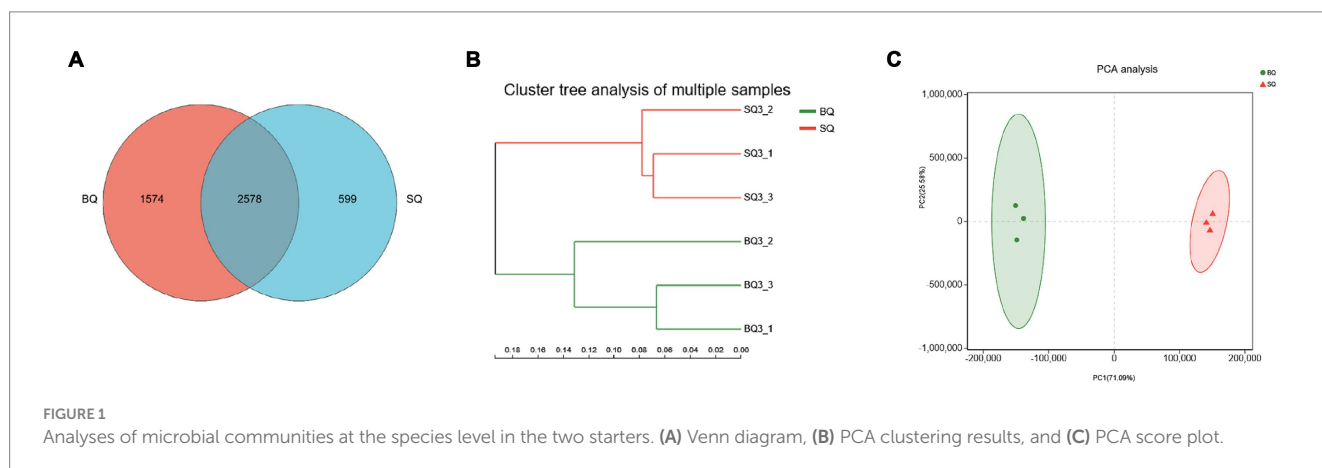 A
BQ
1574
2578
599
SQ
B
Cluster tree analysis of multiple samples
BQ
SQ
SQ3_2
SQ3_1
SQ3_3
BQ3_2
BQ3_3
BQ3_1
0.18 0.16 0.14 0.12 0.10 0.08 0.06 0.04 0.02 0.00
C
PCA analysis
BQ
SQ
PC2(25.58%)
1,000,000
500,000
0
-500,000
-1,000,000
-200,000 -100,000 0 100,000 200,000
PC1(71.09%)
FIGURE 1
Analyses of microbial communities at the species level in the two starters. (A) Venn diagram, (B) PCA clustering results, and (C) PCA score plot.